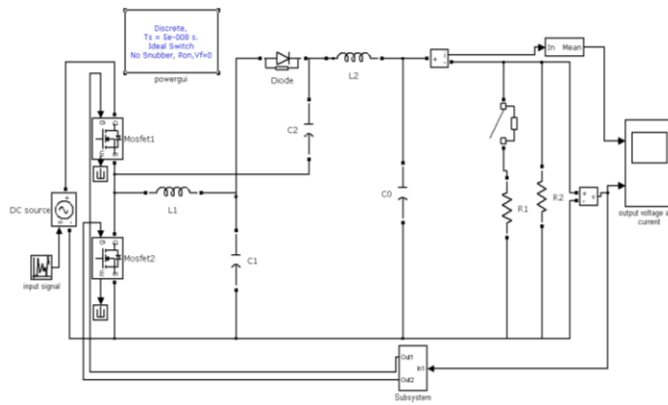 Discrete,
Ts = 5e-008 s.
Ideal Switch
No Snubber, Ron,Vf=0
powergui
Diode
L2
In Mean
Mosfet1
C2
DC source
L1
C0
R1
R2
output voltage a
current
C1
Mosfet2
input signal
Out1
Out2
In1
Subsystem